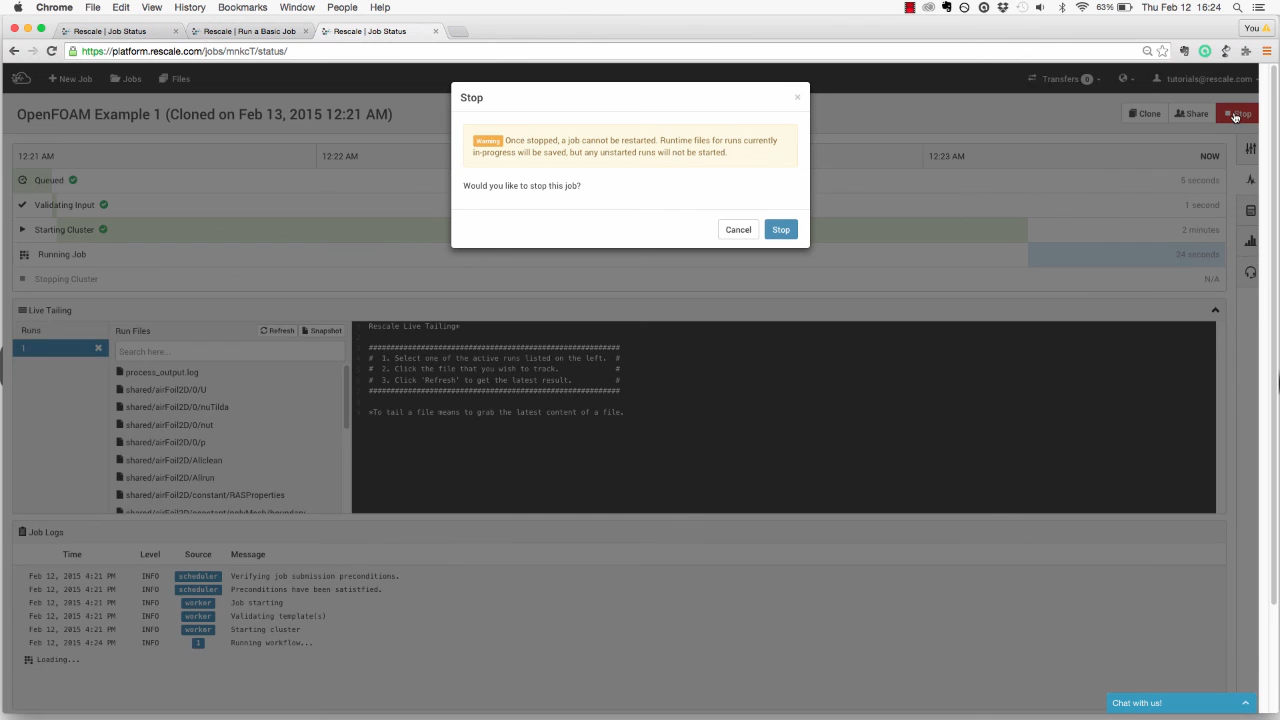 Chrome File Edit View History Bookmarks Window People Help 63% Thu Feb 12 16:24
Rescale | Job Status × Rescale | Run a Basic Job × Rescale | Job Status × You
https://platform.rescale.com/jobs/mnkcT/status/
New Job Jobs Files Transfers 0 tutorials@rescale.com
OpenFOAM Example 1 (Cloned on Feb 13, 2015 12:21 AM) Clone Share Stop
Stop ×
Warning Once stopped, a job cannot be restarted. Runtime files for runs currently
in-progress will be saved, but any unstarted runs will not be started.
Would you like to stop this job?
Cancel Stop
12:21 AM 12:22 AM 12:23 AM NOW
Queued 5 seconds
Validating Input 1 second
Starting Cluster 2 minutes
Running Job 24 seconds
Stopping Cluster N/A
Live Tailing
Runs Run Files Refresh Snapshot
1
Search here...
process_output.log
shared/airFoil2D/0/U
shared/airFoil2D/0/nuTilda
shared/airFoil2D/0/nut
shared/airFoil2D/0/p
shared/airFoil2D/Allclean
shared/airFoil2D/Allrun
shared/airFoil2D/constant/RASProperties
shared/airFoil2D/constant/polyMesh/boundary
Rescale Live Tailing*
##########################################################
# 1. Select one of the active runs listed on the left. #
# 2. Click the file that you wish to track. #
# 3. Click 'Refresh' to get the latest result. #
##########################################################
*To tail a file means to grab the latest content of a file.
Job Logs
Time Level Source Message
Feb 12, 2015 4:21 PM INFO scheduler Verifying job submission preconditions.
Feb 12, 2015 4:21 PM INFO scheduler Preconditions have been satistfied.
Feb 12, 2015 4:21 PM INFO worker Job starting
Feb 12, 2015 4:21 PM INFO worker Validating template(s)
Feb 12, 2015 4:21 PM INFO worker Starting cluster
Feb 12, 2015 4:24 PM INFO 1 Running workflow...
Loading...
Chat with us!